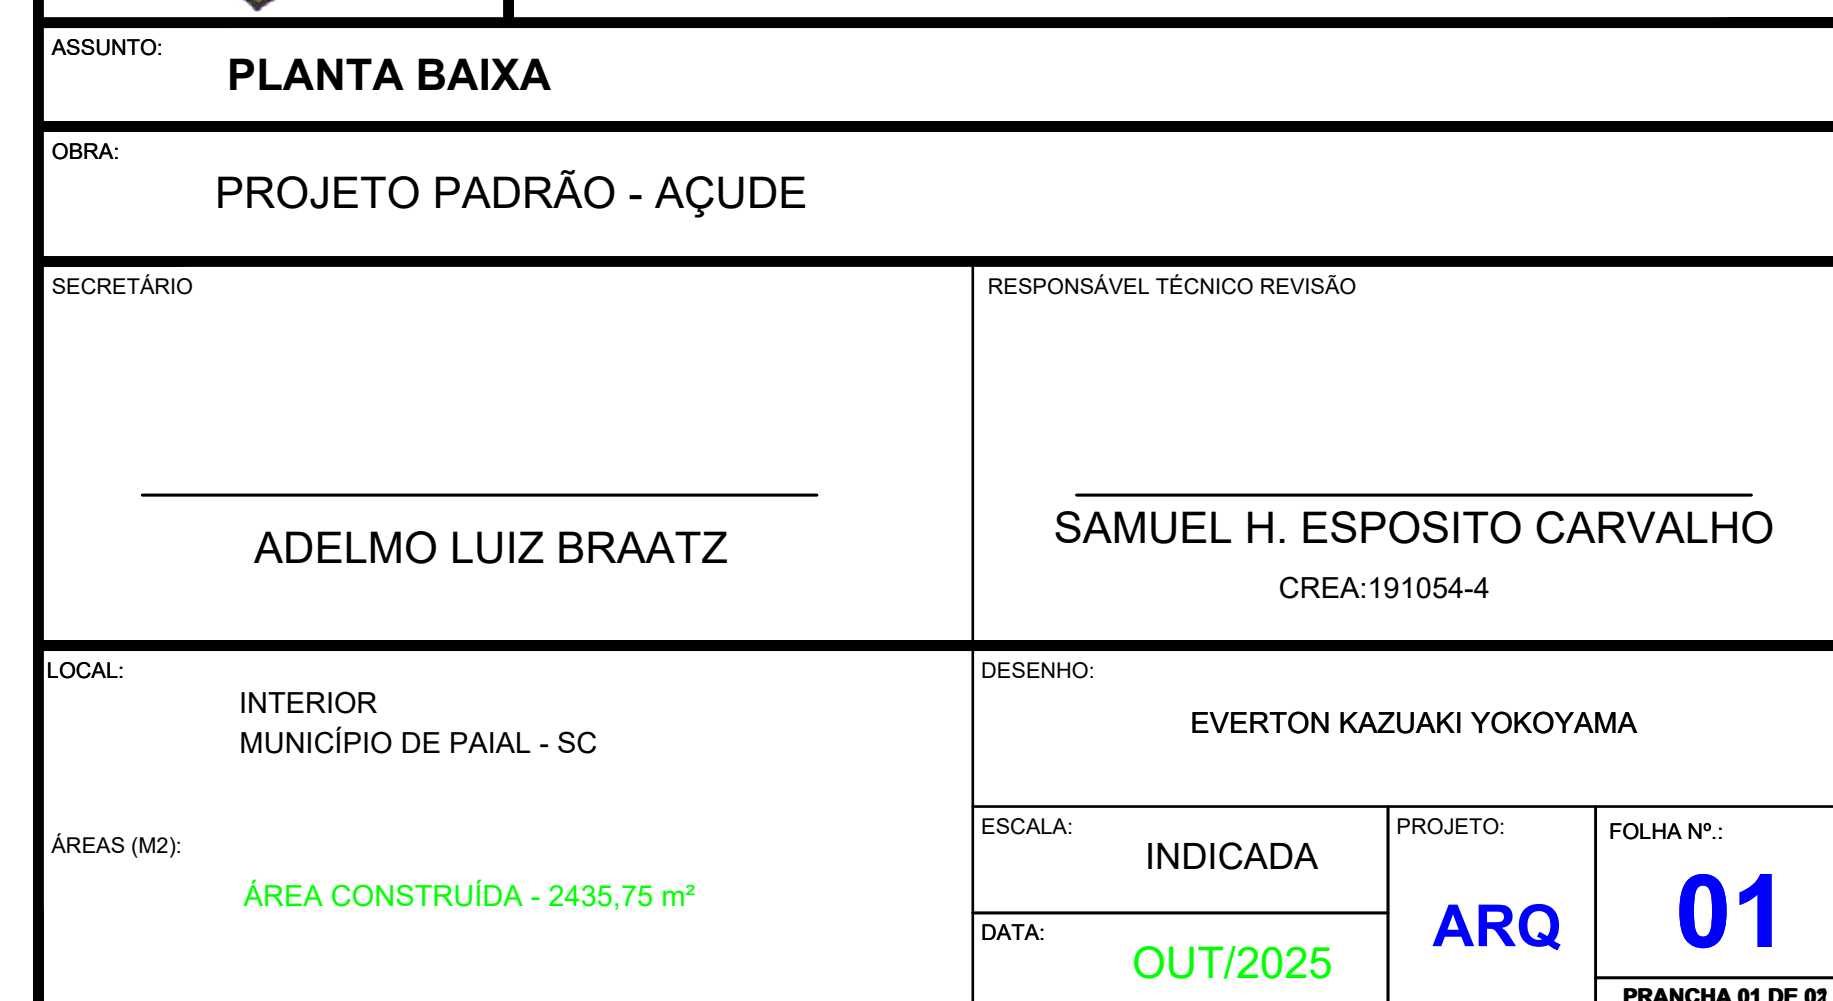 ASSUNTO:
PLANTA BAIXA
OBRA:
PROJETO PADRÃO - AÇUDE
SECRETÁRIO
ADELMO LUIZ BRAATZ
RESPONSÁVEL TÉCNICO REVISÃO
SAMUEL H. ESPOSITO CARVALHO
CREA:191054-4
LOCAL:
INTERIOR
MUNICÍPIO DE PAIAL - SC
ÁREAS (M2):
ÁREA CONSTRUÍDA - 2435,75 m²
DESENHO:
EVERTON KAZUAKI YOKOYAMA
ESCALA:
INDICADA
DATA:
OUT/2025
PROJETO:
ARQ
FOLHA Nº.:
01
PRANCHA 01 DE